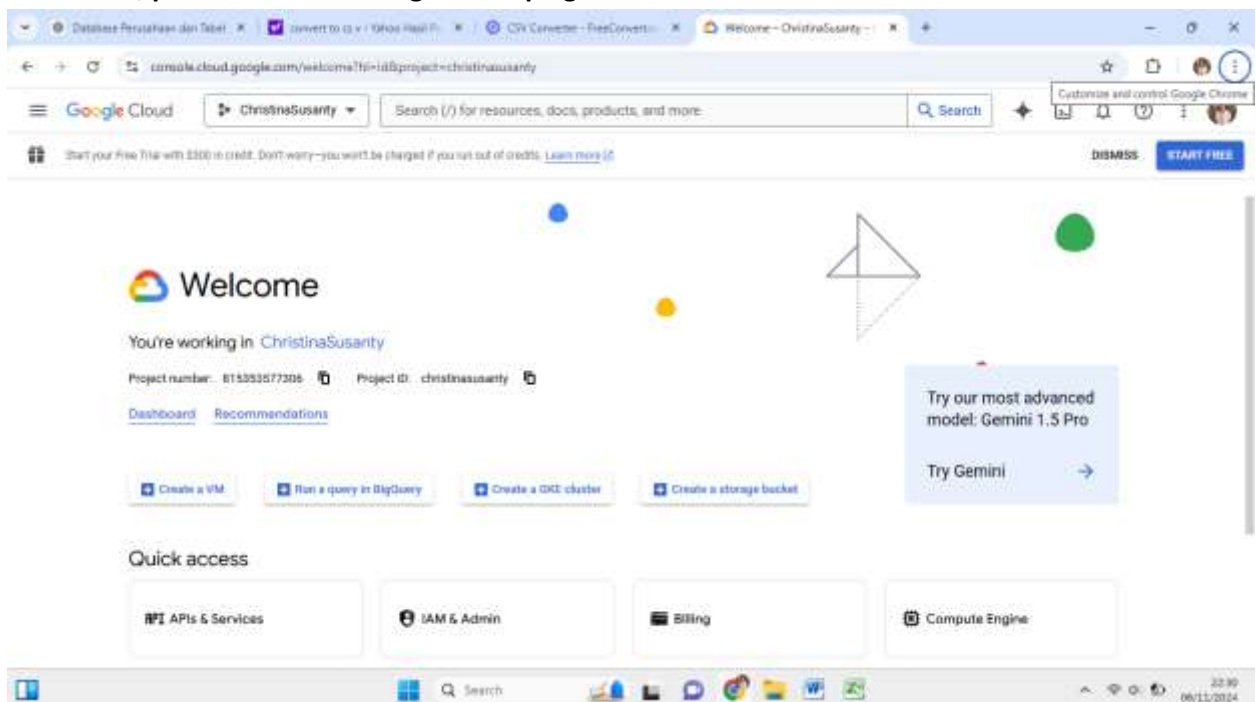 Database Perusahaan dan Tabel
CSV Converter - FreeConvert
Welcome – ChristinaSusanty –
console.cloud.google.com/welcome?hl=id&project=christinasusanty
Customize and control Google Chrome
Google Cloud
ChristinaSusanty
Search (/) for resources, docs, products, and more
Search
Start your Free Trial with $300 in credit. Don't worry—you won't be charged if you run out of credits. Learn more
DISMISS
START FREE
Welcome
You're working in ChristinaSusanty
Project number: 815353577306 Project ID: christinasusanty
Dashboard Recommendations
Try our most advanced
model: Gemini 1.5 Pro
Try Gemini
Create a VM
Run a query in BigQuery
Create a GKE cluster
Create a storage bucket
Quick access
API APIs & Services
IAM & Admin
Billing
Compute Engine
Search
22:30
06/11/2024